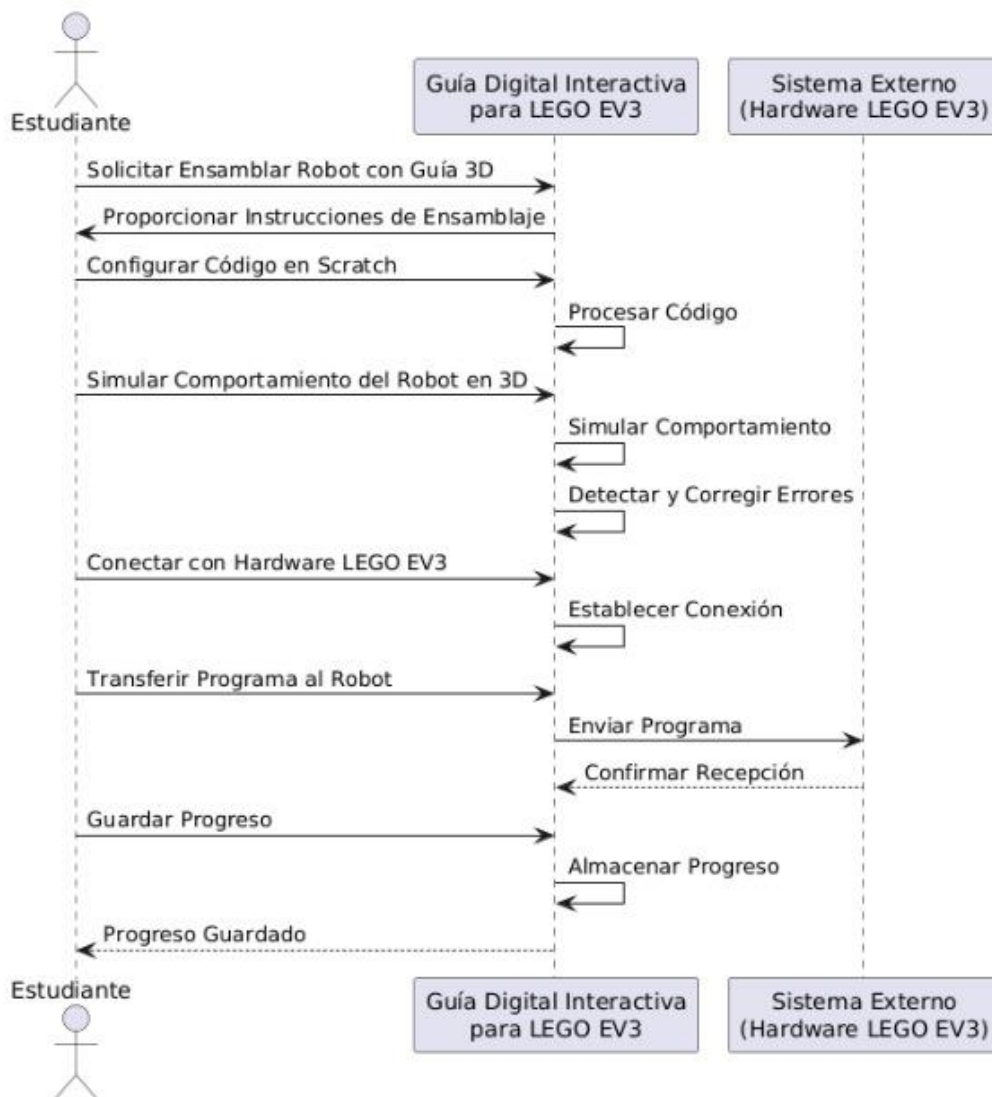 Estudiante
Guía Digital Interactiva
para LEGO EV3
Sistema Externo
(Hardware LEGO EV3)
Solicitar Ensamblar Robot con Guía 3D
Proporcionar Instrucciones de Ensamblaje
Configurar Código en Scratch
Procesar Código
Simular Comportamiento del Robot en 3D
Simular Comportamiento
Detectar y Corregir Errores
Conectar con Hardware LEGO EV3
Establecer Conexión
Transferir Programa al Robot
Enviar Programa
Confirmar Recepción
Guardar Progreso
Almacenar Progreso
Progreso Guardado
Estudiante
Guía Digital Interactiva
para LEGO EV3
Sistema Externo
(Hardware LEGO EV3)